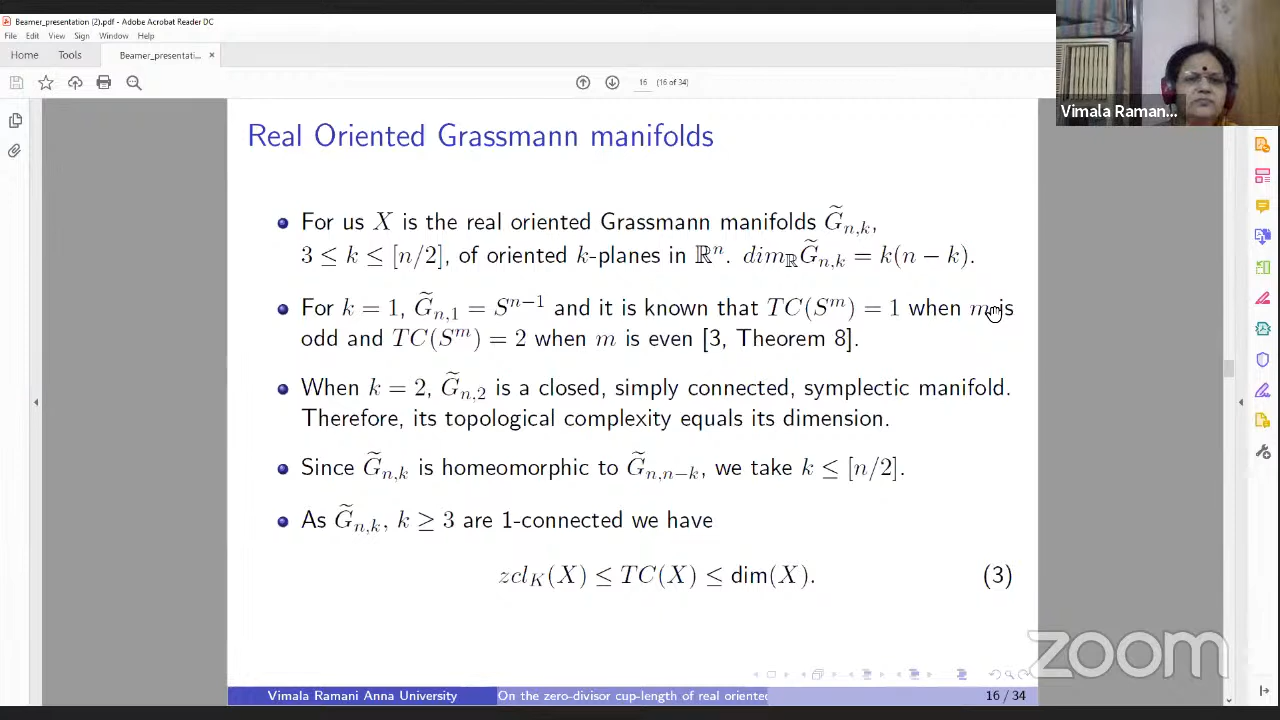 Beamer_presentation (2).pdf - Adobe Acrobat Reader DC
File Edit View Sign Window Help
Home Tools Beamer_presentati... ×
16 (16 of 34)
Vimala Raman...
Real Oriented Grassmann manifolds
For us X is the real oriented Grassmann manifolds G̃_{n,k},
3 ≤ k ≤ [n/2], of oriented k-planes in ℝⁿ. dim_ℝ G̃_{n,k} = k(n − k).
For k = 1, G̃_{n,1} = S^{n−1} and it is known that TC(S^m) = 1 when m is
odd and TC(S^m) = 2 when m is even [3, Theorem 8].
When k = 2, G̃_{n,2} is a closed, simply connected, symplectic manifold.
Therefore, its topological complexity equals its dimension.
Since G̃_{n,k} is homeomorphic to G̃_{n,n−k}, we take k ≤ [n/2].
As G̃_{n,k}, k ≥ 3 are 1-connected we have
zcl_K(X) ≤ TC(X) ≤ dim(X). (3)
zoom
Vimala Ramani Anna University On the zero-divisor cup-length of real oriented 16 / 34